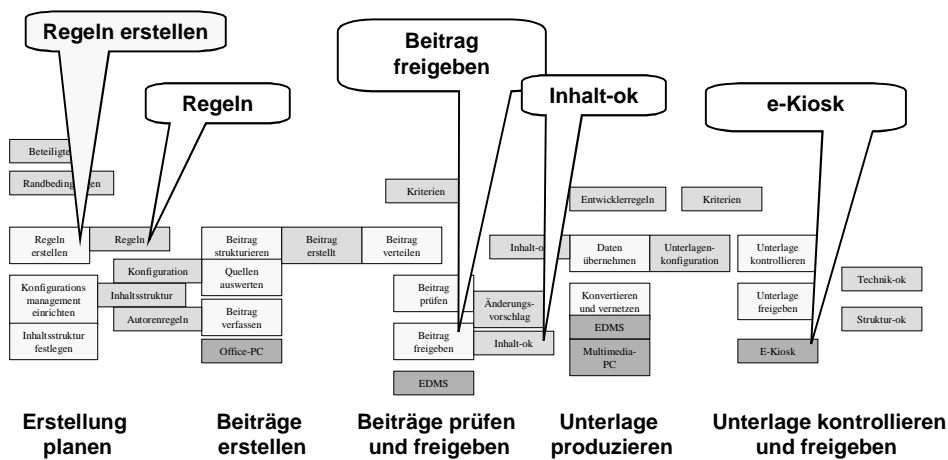 Regeln erstellen
Regeln
Beitrag
freigeben
Inhalt-ok
e-Kiosk
Beteiligte
Randbedingungen
Regeln
erstellen
Regeln
Konfigurations
management
einrichten
Inhaltsstruktur
festlegen
Konfiguration
Inhaltsstruktur
Autorenregeln
Beitrag
strukturieren
Beitrag
erstellt
Beitrag
verteilen
Quellen
auswerten
Beitrag
verfassen
Office-PC
Kriterien
Beitrag
prüfen
Änderungs-
vorschlag
Beitrag
freigeben
Inhalt-ok
EDMS
Entwicklerregeln
Kriterien
Inhalt-o
Daten
übernehmen
Unterlagen-
konfiguration
Konvertieren
und vernetzen
EDMS
Multimedia-
PC
Unterlage
kontrollieren
Unterlage
freigeben
E-Kiosk
Technik-ok
Struktur-ok
Erstellung
planen
Beiträge
erstellen
Beiträge prüfen
und freigeben
Unterlage
produzieren
Unterlage kontrollieren
und freigeben